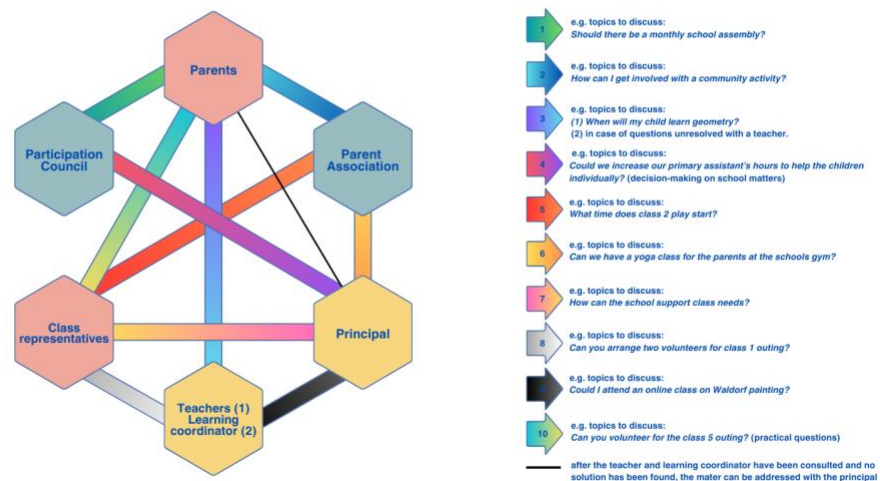 Parents
Participation
Council
Parent
Association
Class
representatives
Principal
Teachers (1)
Learning
coordinator (2)
1
e.g. topics to discuss:
Should there be a monthly school assembly?
2
e.g. topics to discuss:
How can I get involved with a community activity?
3
e.g. topics to discuss:
(1) When will my child learn geometry?
(2) in case of questions unresolved with a teacher.
4
e.g. topics to discuss:
Could we increase our primary assistant's hours to help the children
individually? (decision-making on school matters)
5
e.g. topics to discuss:
What time does class 2 play start?
6
e.g. topics to discuss:
Can we have a yoga class for the parents at the schools gym?
7
e.g. topics to discuss:
How can the school support class needs?
8
e.g. topics to discuss:
Can you arrange two volunteers for class 1 outing?
e.g. topics to discuss:
Could I attend an online class on Waldorf painting?
10
e.g. topics to discuss:
Can you volunteer for the class 5 outing? (practical questions)
after the teacher and learning coordinator have been consulted and no
solution has been found, the mater can be addressed with the principal